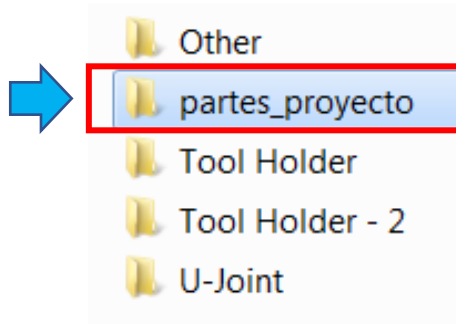 Other
partes_proyecto
Tool Holder
Tool Holder - 2
U-Joint